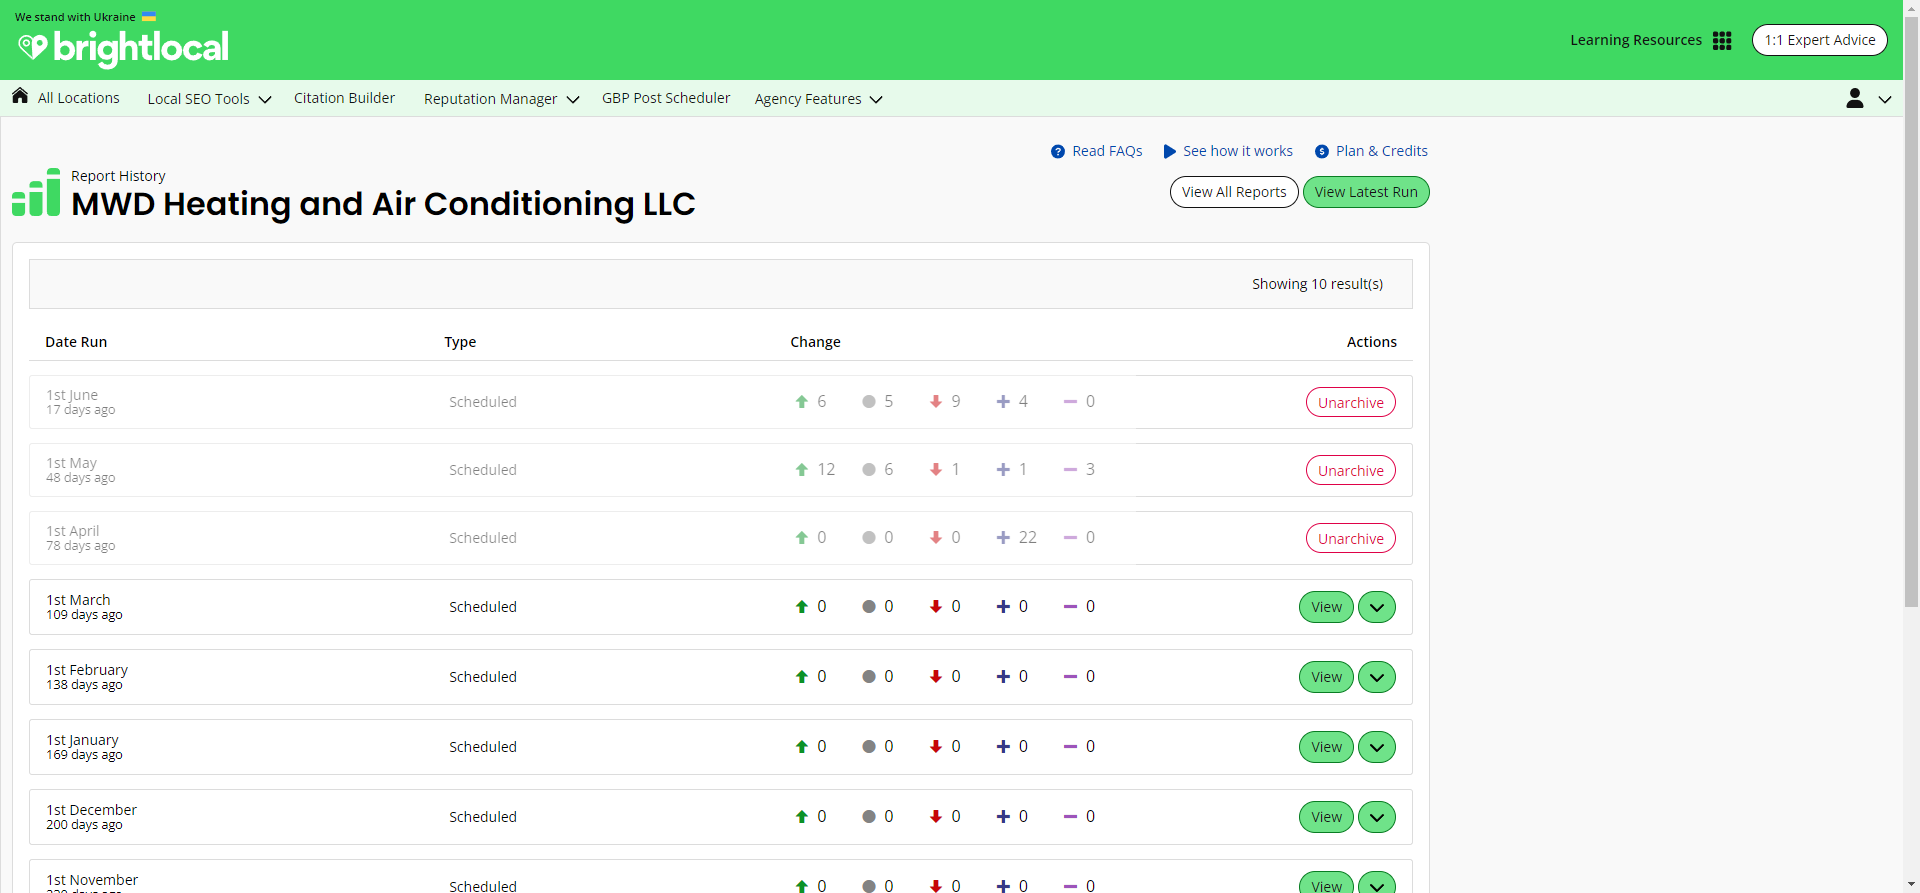 We stand with Ukraine
brightlocal
Learning Resources
1:1 Expert Advice
All Locations
Local SEO Tools
Citation Builder
Reputation Manager
GBP Post Scheduler
Agency Features
Read FAQs
See how it works
Plan & Credits
Report History
MWD Heating and Air Conditioning LLC
View All Reports
View Latest Run
Showing 10 result(s)
Date Run Type Change Actions
1st June
17 days ago
Scheduled 6 5 9 4 0 Unarchive
1st May
48 days ago
Scheduled 12 6 1 1 3 Unarchive
1st April
78 days ago
Scheduled 0 0 0 22 0 Unarchive
1st March
109 days ago
Scheduled 0 0 0 0 0 View
1st February
138 days ago
Scheduled 0 0 0 0 0 View
1st January
169 days ago
Scheduled 0 0 0 0 0 View
1st December
200 days ago
Scheduled 0 0 0 0 0 View
1st November
Scheduled 0 0 0 0 0 View